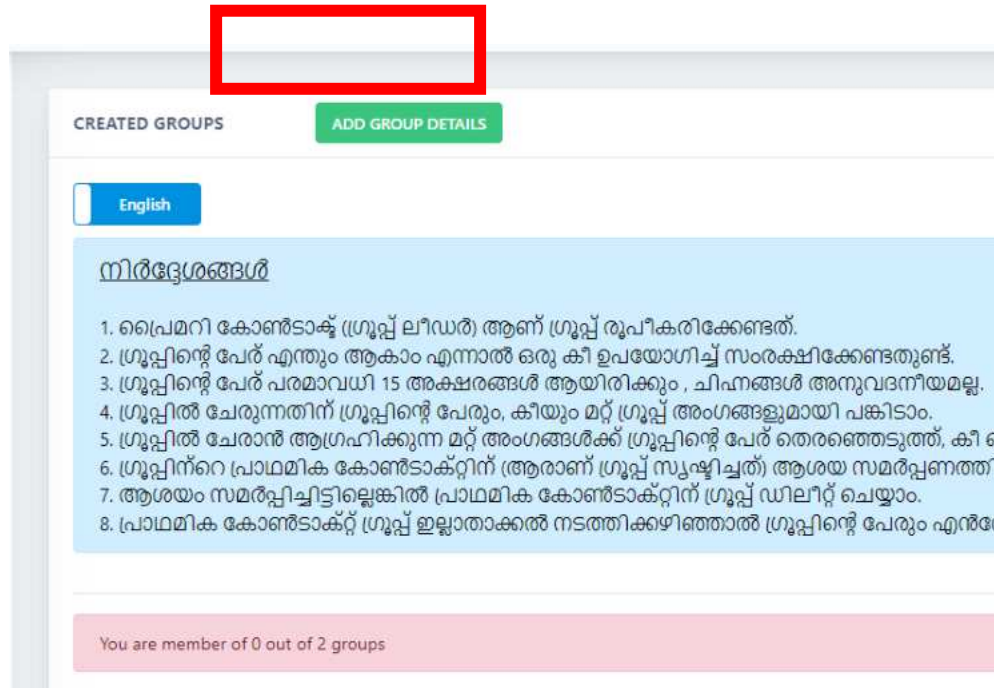 CREATED GROUPS ADD GROUP DETAILS
English
നിർദ്ദേശങ്ങൾ
1. പ്രൈമറി കോൺടാക്ട് (ഗ്രൂപ്പ് ലീഡർ) ആണ് ഗ്രൂപ്പ് രൂപീകരിക്കേണ്ടത്.
2. ഗ്രൂപ്പിന്റെ പേര് എന്തും ആകാം എന്നാൽ ഒരു കീ ഉപയോഗിച്ച് സംരക്ഷിക്കേണ്ടതുണ്ട്.
3. ഗ്രൂപ്പിന്റെ പേര് പരമാവധി 15 അക്ഷരങ്ങൾ ആയിരിക്കും , ചിഹ്നങ്ങൾ അനുവദനീയമല്ല.
4. ഗ്രൂപ്പിൽ ചേരുന്നതിന് ഗ്രൂപ്പിന്റെ പേരും, കീയും മറ്റ് ഗ്രൂപ്പ് അംഗങ്ങളുമായി പങ്കിടാം.
5. ഗ്രൂപ്പിൽ ചേരാൻ ആഗ്രഹിക്കുന്ന മറ്റ് അംഗങ്ങൾക്ക് ഗ്രൂപ്പിന്റെ പേര് തെരഞ്ഞെടുത്ത്, കീ
6. ഗ്രൂപ്പിന്റെ പ്രാഥമിക കോൺടാക്റ്റിന് (ആരാണ് ഗ്രൂപ്പ് സൃഷ്ടിച്ചത്) ആശയ
7. ആശയം സമർപ്പിച്ചിട്ടില്ലെങ്കിൽ പ്രാഥമിക കോൺടാക്റ്റിന് ഗ്രൂപ്പ് ഡിലീറ്റ് ചെയ്യാം.
8. പ്രാഥമിക കോൺടാക്റ്റ് ഗ്രൂപ്പ് ഇല്ലാതാക്കൽ നടത്തിക്കഴിഞ്ഞാൽ ഗ്രൂപ്പിന്റെ പേരും
You are member of 0 out of 2 groups